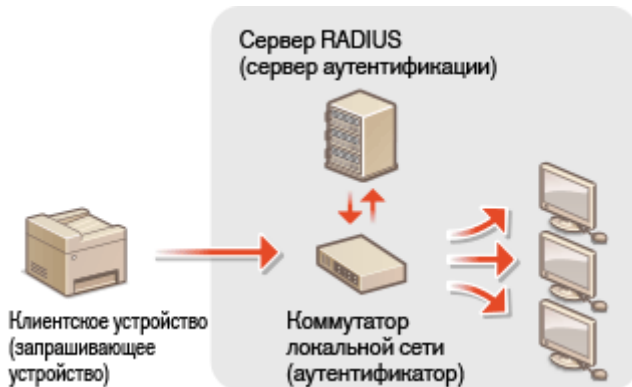 Сервер RADIUS
(сервер аутентификации)
Клиентское устройство
(запрашивающее
устройство)
Коммутатор
локальной сети
(аутентификатор)